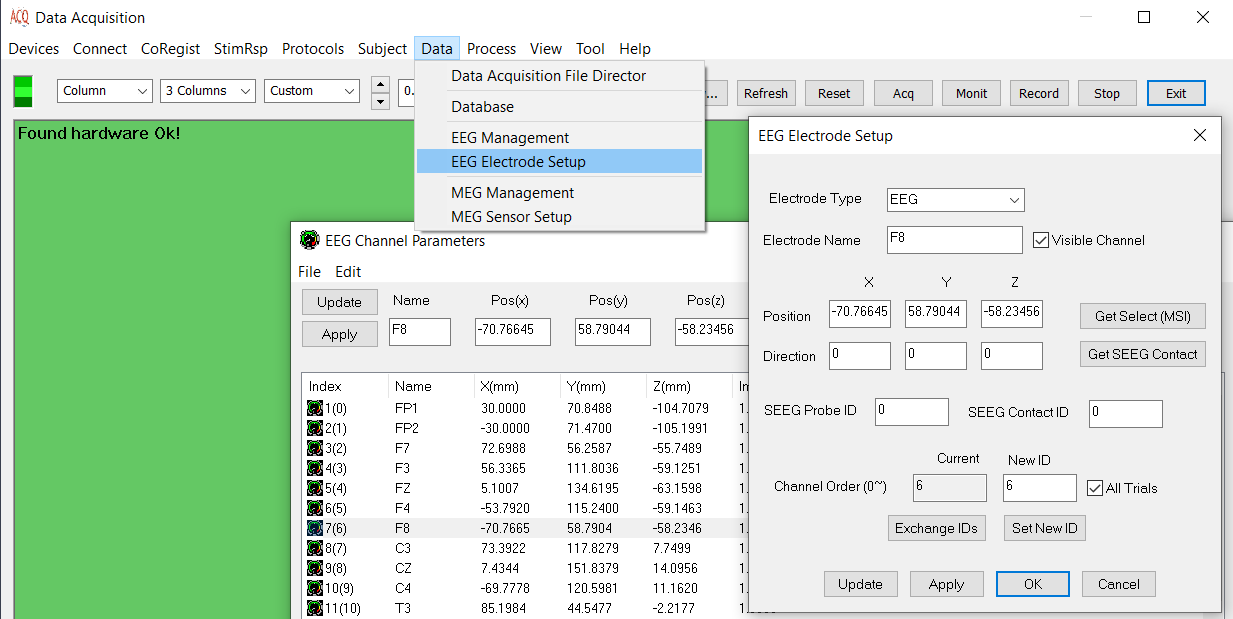 ACQ Data Acquisition
Devices Connect CoRegist StimRsp Protocols Subject Data Process View Tool Help
Column 3 Columns Custom 0. ... Refresh Reset Acq Monit Record Stop Exit
Found hardware Ok!
Data Acquisition File Director
Database
EEG Management
EEG Electrode Setup
MEG Management
MEG Sensor Setup
EEG Channel Parameters
File Edit
Update Name Pos(x) Pos(y) Pos(z)
Apply F8 -70.76645 58.79044 -58.23456
Index Name X(mm) Y(mm) Z(mm)
1(0) FP1 30.0000 70.8488 -104.7079 1.
2(1) FP2 -30.0000 71.4700 -105.1991 1.
3(2) F7 72.6988 56.2587 -55.7489 1.
4(3) F3 56.3365 111.8036 -59.1251 1.
5(4) FZ 5.1007 134.6195 -63.1598 1.
6(5) F4 -53.7920 115.2400 -59.1463 1.
7(6) F8 -70.7665 58.7904 -58.2346 1.
8(7) C3 73.3922 117.8279 7.7499 1.
9(8) CZ 7.4344 151.8379 14.0956 1.
10(9) C4 -69.7778 120.5981 11.1620 1.
11(10) T3 85.1984 44.5477 -2.2177
EEG Electrode Setup
Electrode Type EEG
Electrode Name F8 Visible Channel
X Y Z
Position -70.76645 58.79044 -58.23456 Get Select (MSI)
Direction 0 0 0 Get SEEG Contact
SEEG Probe ID 0 SEEG Contact ID 0
Current New ID
Channel Order (0~) 6 6 All Trials
Exchange IDs Set New ID
Update Apply OK Cancel